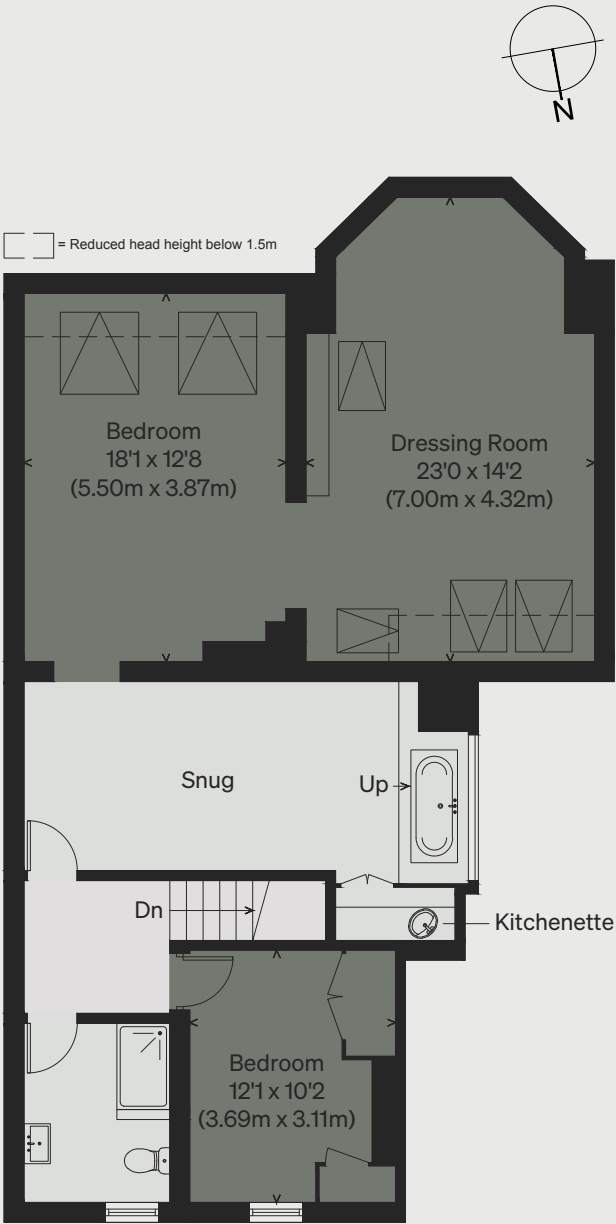 N
= Reduced head height below 1.5m
Bedroom
18'1 x 12'8
(5.50m x 3.87m)
Dressing Room
23'0 x 14'2
(7.00m x 4.32m)
Snug
Up
Dn
Kitchenette
Bedroom
12'1 x 10'2
(3.69m x 3.11m)